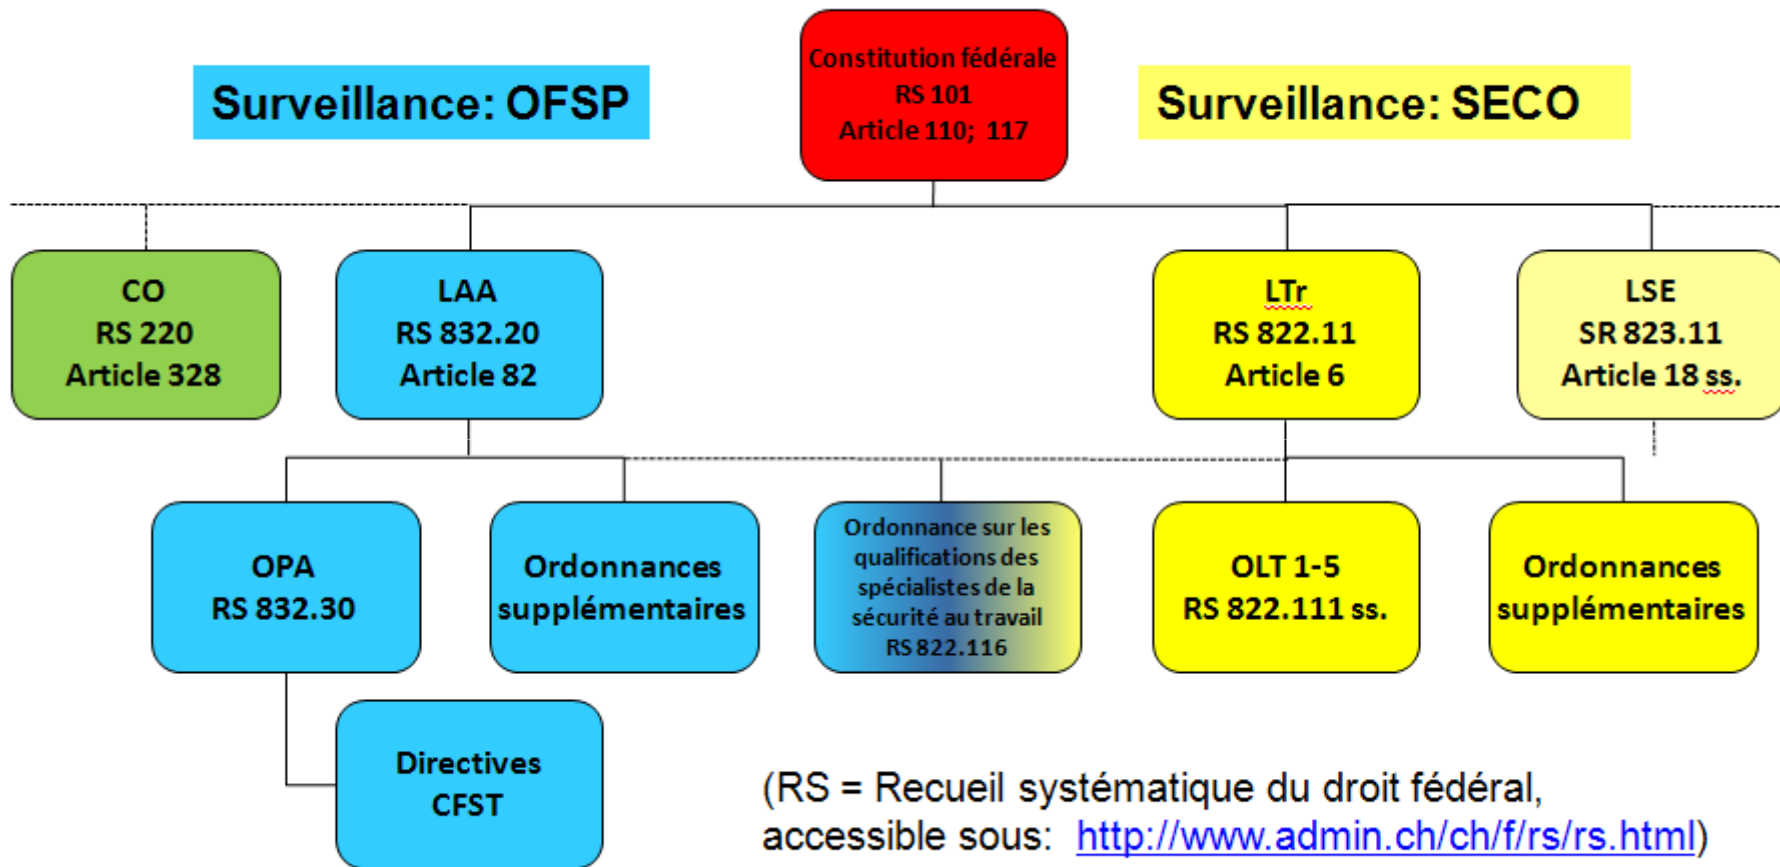 Surveillance: OFSP
Constitution fédérale
RS 101
Article 110; 117
Surveillance: SECO
CO
RS 220
Article 328
LAA
RS 832.20
Article 82
LTr
RS 822.11
Article 6
LSE
SR 823.11
Article 18 ss.
OPA
RS 832.30
Ordonnances
supplémentaires
Ordonnance sur les
qualifications des
spécialistes de la
sécurité au travail
RS 822.116
OLT 1-5
RS 822.111 ss.
Ordonnances
supplémentaires
Directives
CFST
(RS = Recueil systématique du droit fédéral,
accessible sous: http://www.admin.ch/ch/f/rs/rs.html)